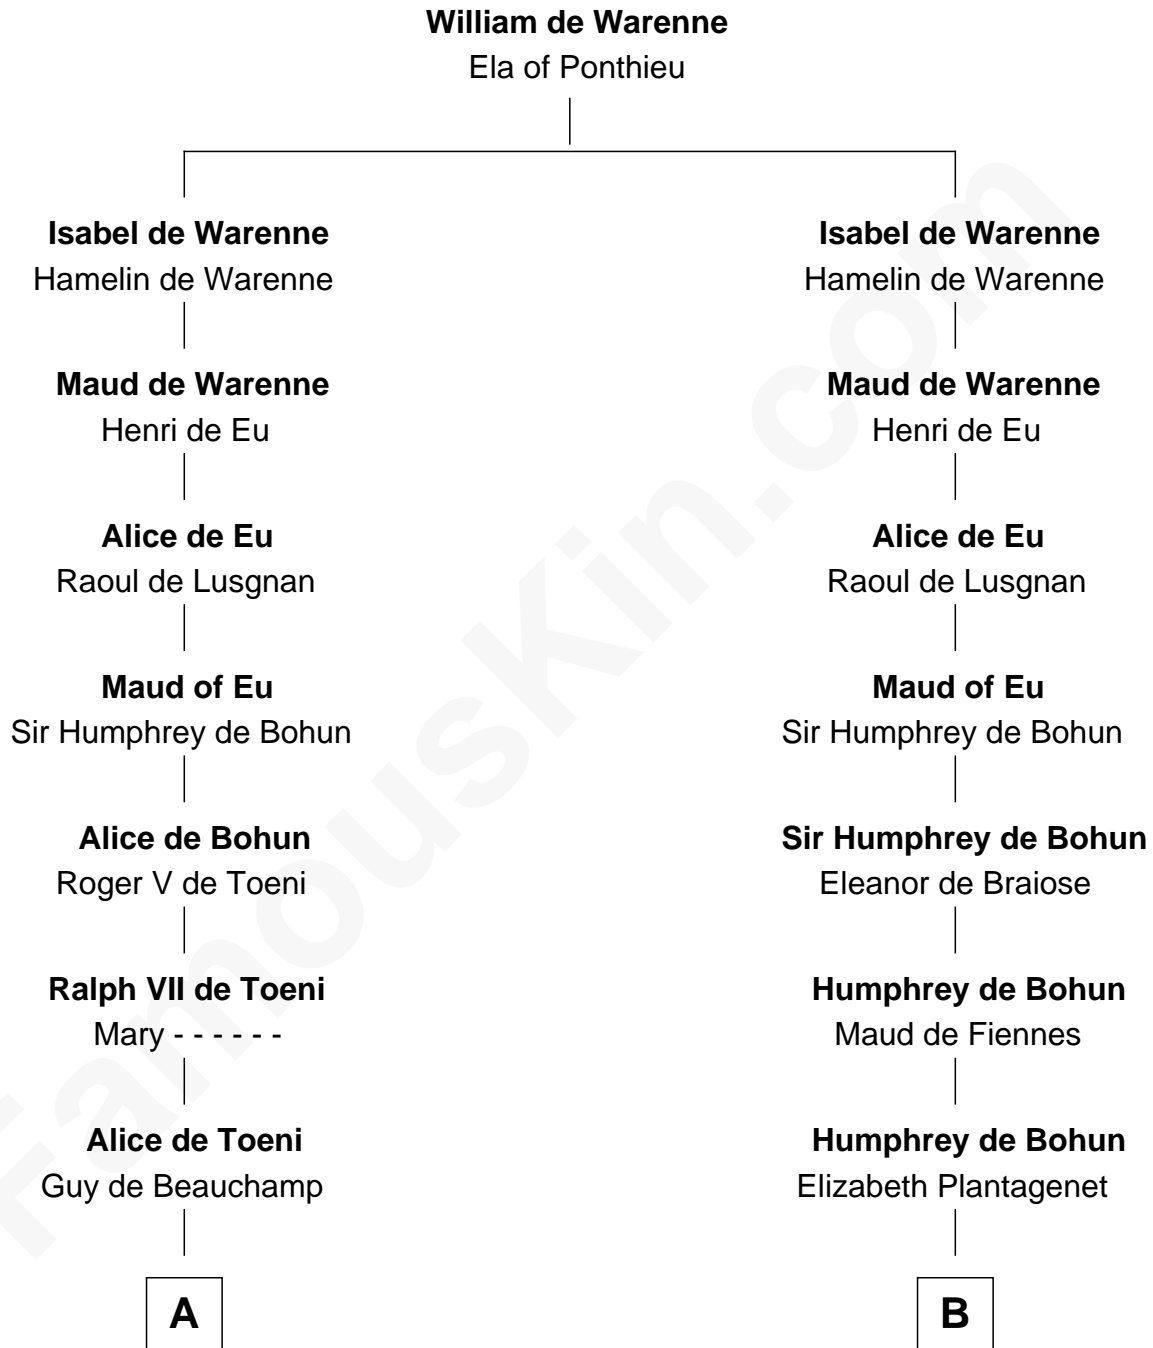 William de Warenne
Ela of Ponthieu
Isabel de Warenne
Hamelin de Warenne
Maud de Warenne
Henri de Eu
Alice de Eu
Raoul de Lusgnan
Maud of Eu
Sir Humphrey de Bohun
Alice de Bohun
Roger V de Toeni
Ralph VII de Toeni
Mary - - - - - -
Alice de Toeni
Guy de Beauchamp
A
Isabel de Warenne
Hamelin de Warenne
Maud de Warenne
Henri de Eu
Alice de Eu
Raoul de Lusgnan
Maud of Eu
Sir Humphrey de Bohun
Sir Humphrey de Bohun
Eleanor de Braiose
Humphrey de Bohun
Maud de Fiennes
Humphrey de Bohun
Elizabeth Plantagenet
B
FamousKin.com